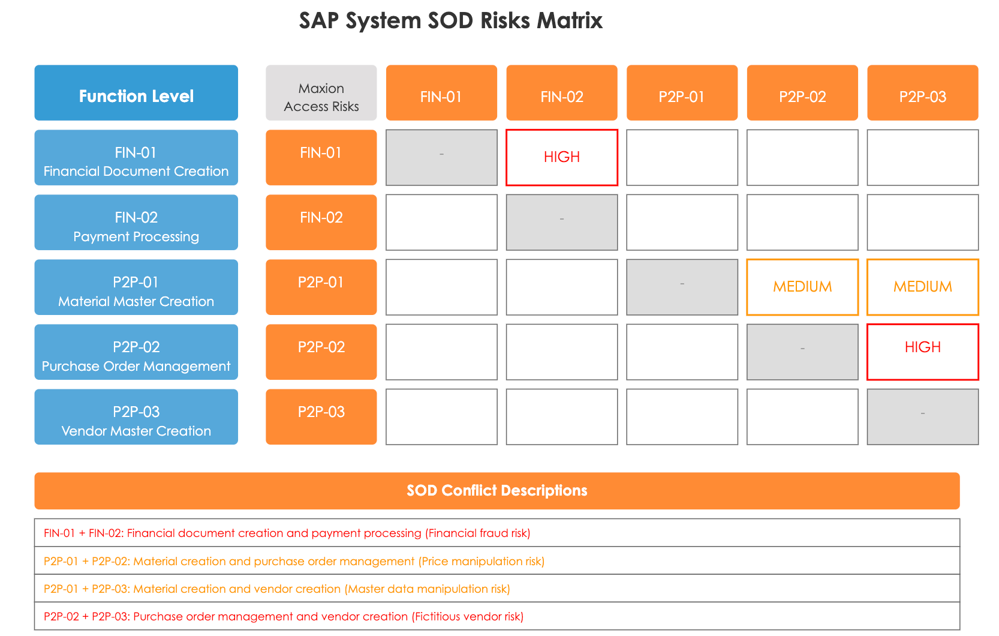 SAP System SOD Risks Matrix
Function Level
Maxion
Access Risks
FIN-01
FIN-02
P2P-01
P2P-02
P2P-03
FIN-01
Financial Document Creation
FIN-01
-
HIGH
FIN-02
Payment Processing
FIN-02
-
P2P-01
Material Master Creation
P2P-01
-
MEDIUM
MEDIUM
P2P-02
Purchase Order Management
P2P-02
-
HIGH
P2P-03
Vendor Master Creation
P2P-03
-
SOD Conflict Descriptions
FIN-01 + FIN-02: Financial document creation and payment processing (Financial fraud risk)
P2P-01 + P2P-02: Material creation and purchase order management (Price manipulation risk)
P2P-01 + P2P-03: Material creation and vendor creation (Master data manipulation risk)
P2P-02 + P2P-03: Purchase order management and vendor creation (Fictitious vendor risk)